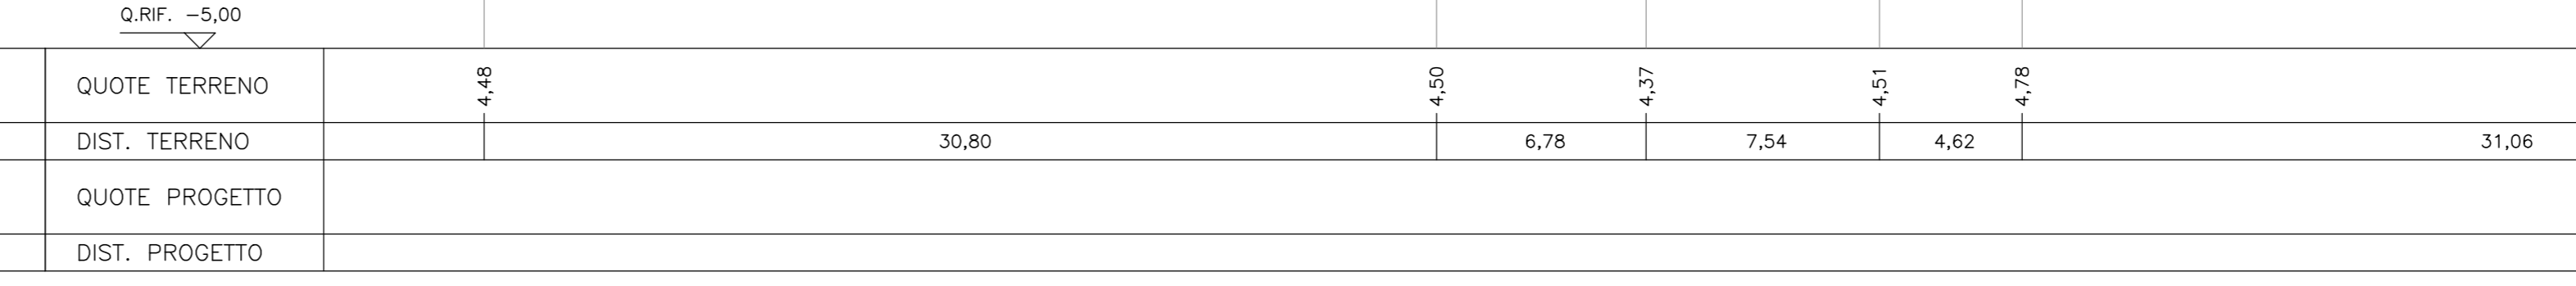 Q.RIF. −5,00
QUOTE TERRENO 4,48 4,50 4,37 4,51 4,78
DIST. TERRENO 30,80 6,78 7,54 4,62 31,06
QUOTE PROGETTO
DIST. PROGETTO